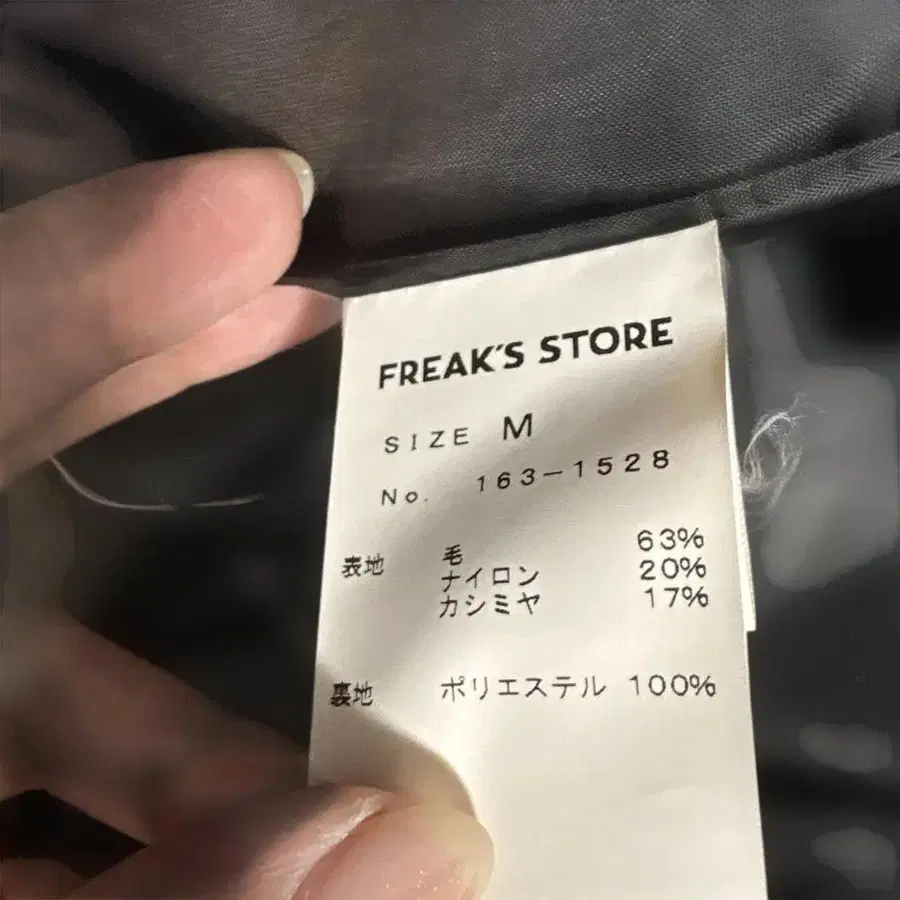 FREAK'S STORE
SIZE M
No. 163-1528
表地 毛 63%
ナイロン 20%
カシミヤ 17%
裏地 ポリエステル 100%